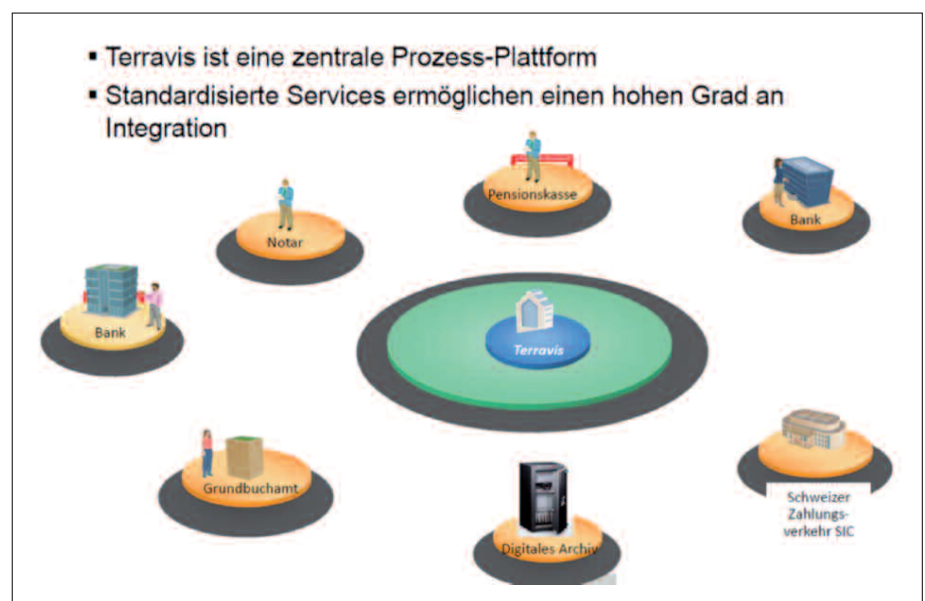 ▪ Terravis ist eine zentrale Prozess-Plattform
▪ Standardisierte Services ermöglichen einen hohen Grad an
Integration
Pensionskasse
Bank
Notar
Bank
Terravis
Grundbuchamt
Digitales Archiv
Schweizer
Zahlungs-
verkehr SIC